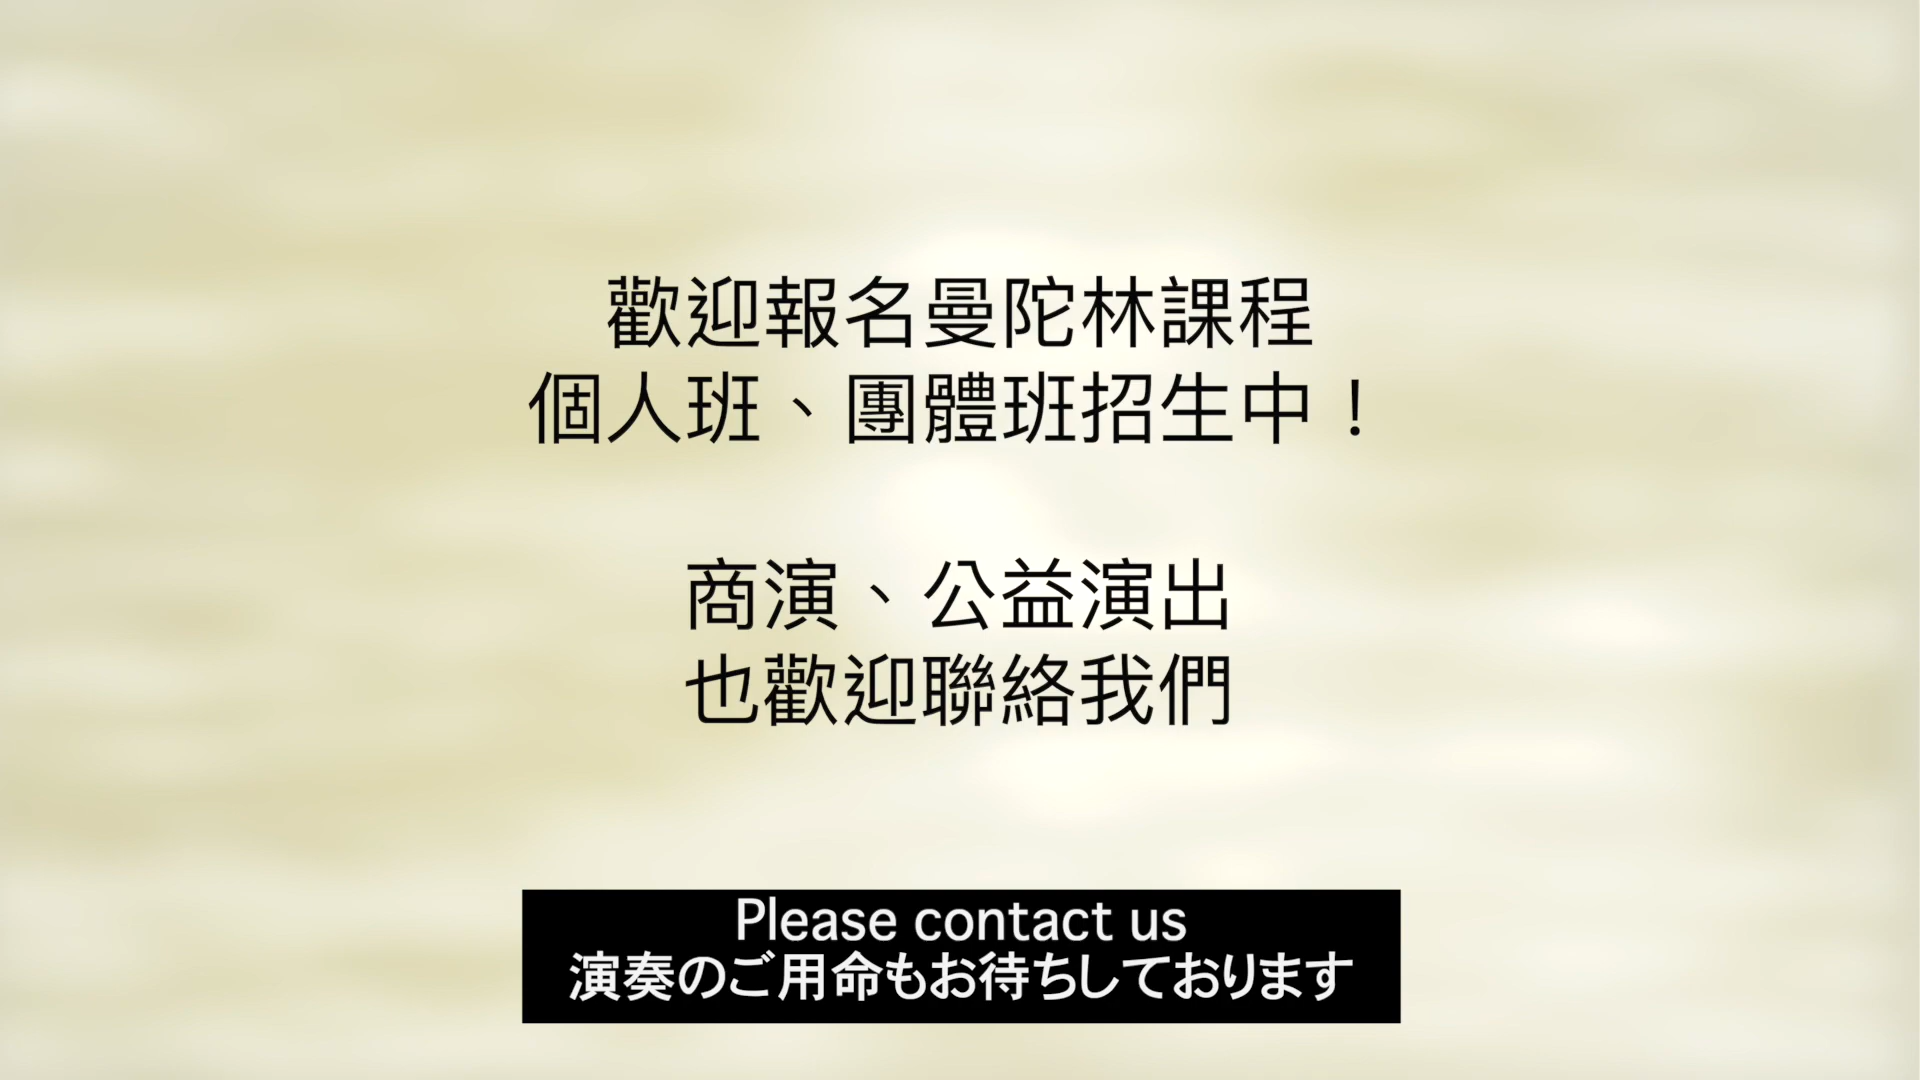 歡迎報名曼陀林課程
個人班、團體班招生中！
商演、公益演出
也歡迎聯絡我們
Please contact us
演奏のご用命もお待ちしております